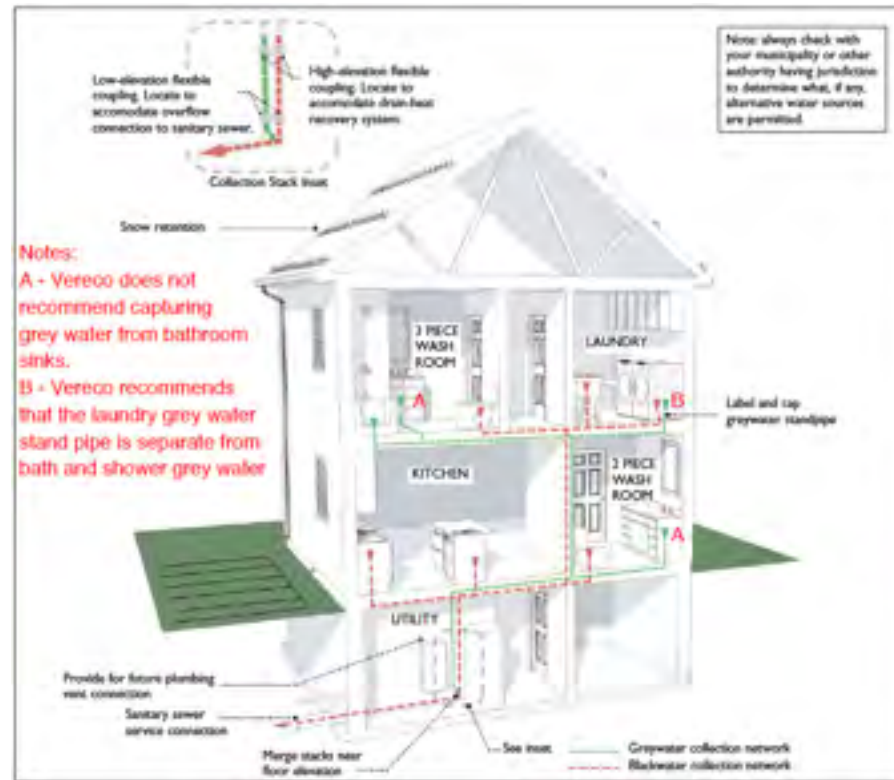 Low-elevation flexible
coupling. Locate to
accomodate overflow
connection to sanitary sewer.
High-elevation flexible
coupling. Locate to
accomodate drain-heat
recovery system
Collection Stack Inset
Note: always check with
your municipality or other
authority having jurisdiction
to determine what, if any,
alternative water sources
are permitted.
Snow retention
Notes:
A - Vereco does not
recommend capturing
grey water from bathroom
sinks.
B - Vereco recommends
that the laundry grey water
stand pipe is separate from
bath and shower grey water
3 PIECE
WASH
ROOM
LAUNDRY
A
B
Label and cap
greywater standpipe
KITCHEN
2 PIECE
WASH
ROOM
A
UTILITY
Provide for future plumbing
vent connection
Sanitary sewer
service connection
Merge stacks near
floor elevation
See inset
Greywater collection network
Blackwater collection network